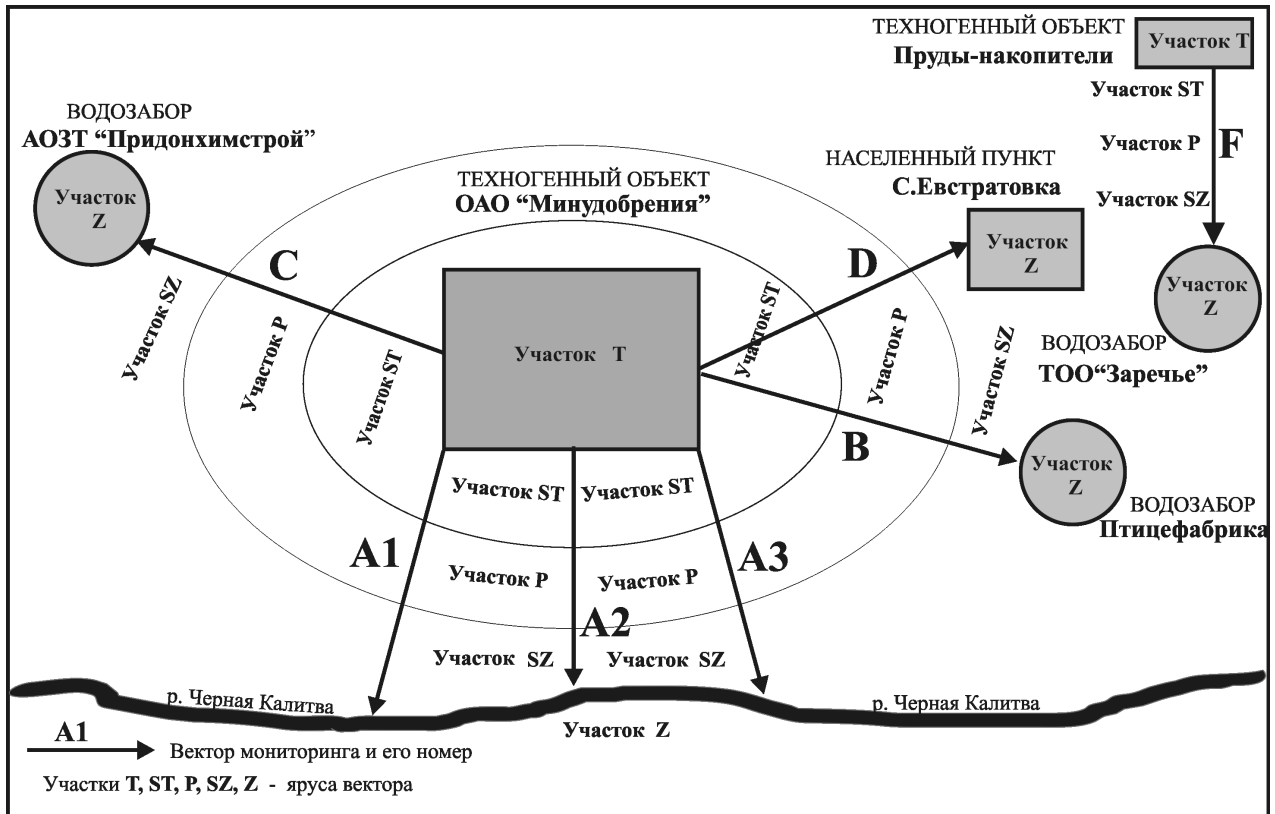 ТЕХНОГЕННЫЙ ОБЪЕКТ
Пруды-накопители
Участок Т
Участок ST
Участок P
F
Участок SZ
Участок
Z
ВОДОЗАБОР
ТОО“Заречье”
ВОДОЗАБОР
АОЗТ “Придонхимстрой”
Участок
Z
C
Участок SZ
Участок P
Участок ST
ТЕХНОГЕННЫЙ ОБЪЕКТ
ОАО “Минудобрения”
Участок Т
НАСЕЛЕННЫЙ ПУНКТ
С.Евстратовка
Участок
Z
D
Участок ST
Участок P
Участок SZ
B
Участок
Z
ВОДОЗАБОР
Птицефабрика
Участок ST
Участок ST
A1
A3
Участок P
Участок P
A2
Участок SZ
Участок SZ
р. Черная Калитва
р. Черная Калитва
Участок Z
A1
Вектор мониторинга и его номер
Участки T, ST, P, SZ, Z - яруса вектора